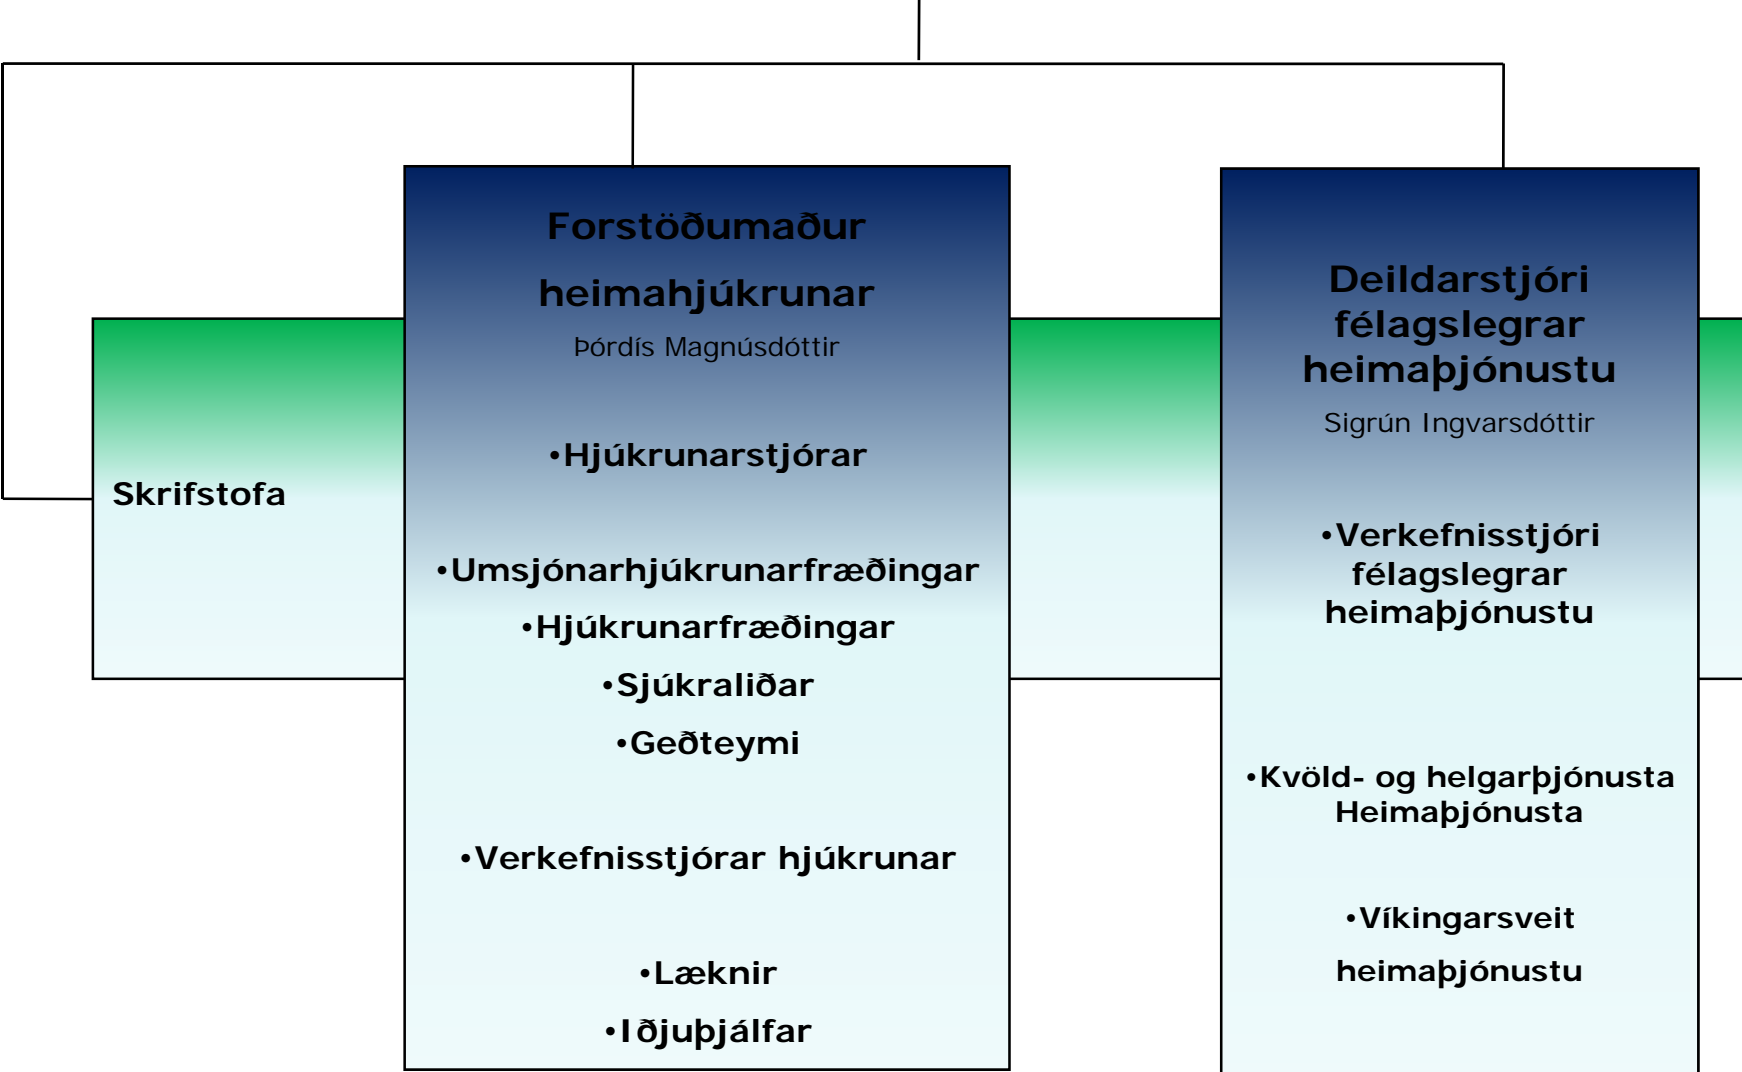 Skrifstofa
Forstöðumaður
heimahjúkrunar
Þórdís Magnúsdóttir
•Hjúkrunarstjórar
•Umsjónarhjúkrunarfræðingar
•Hjúkrunarfræðingar
•Sjúkraliðar
•Geðteymi
•Verkefnisstjórar hjúkrunar
•Læknir
•Iðjuþjálfar
Deildarstjóri
félagslegrar
heimaþjónustu
Sigrún Ingvarsdóttir
•Verkefnisstjóri
félagslegrar
heimaþjónustu
•Kvöld- og helgarþjónusta
Heimaþjónusta
•Víkingarsveit
heimaþjónustu